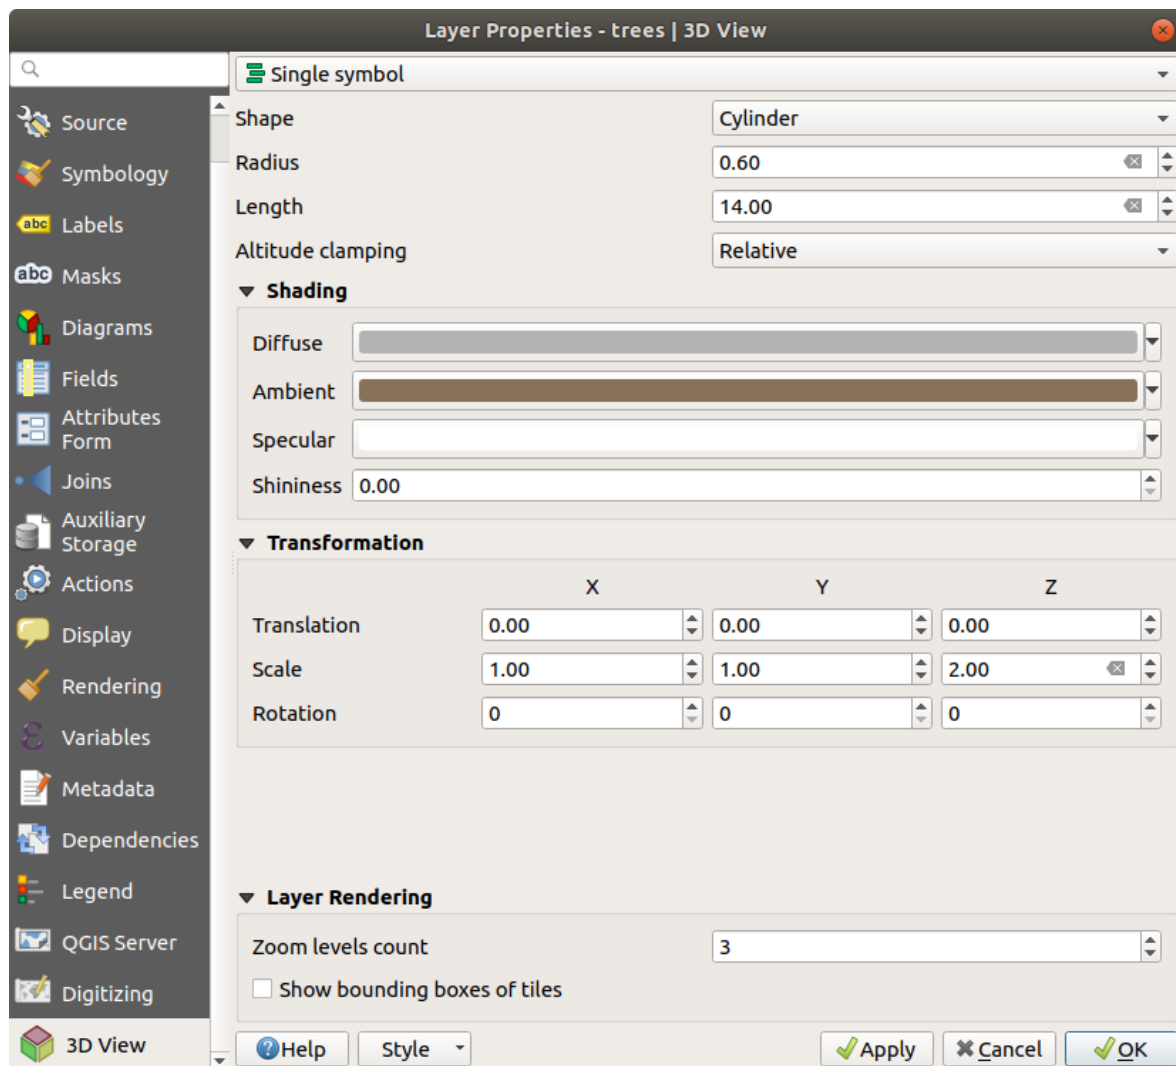 Layer Properties - trees | 3D View
Source
Symbology
abc Labels
abc Masks
Diagrams
Fields
Attributes
Form
Joins
Auxiliary
Storage
Actions
Display
Rendering
Variables
Metadata
Dependencies
Legend
QGIS Server
Digitizing
3D View
Single symbol
Shape Cylinder
Radius 0.60
Length 14.00
Altitude clamping Relative
Shading
Diffuse
Ambient
Specular
Shininess 0.00
Transformation
X Y Z
Translation 0.00 0.00 0.00
Scale 1.00 1.00 2.00
Rotation 0 0 0
Layer Rendering
Zoom levels count 3
Show bounding boxes of tiles
Help Style Apply Cancel OK